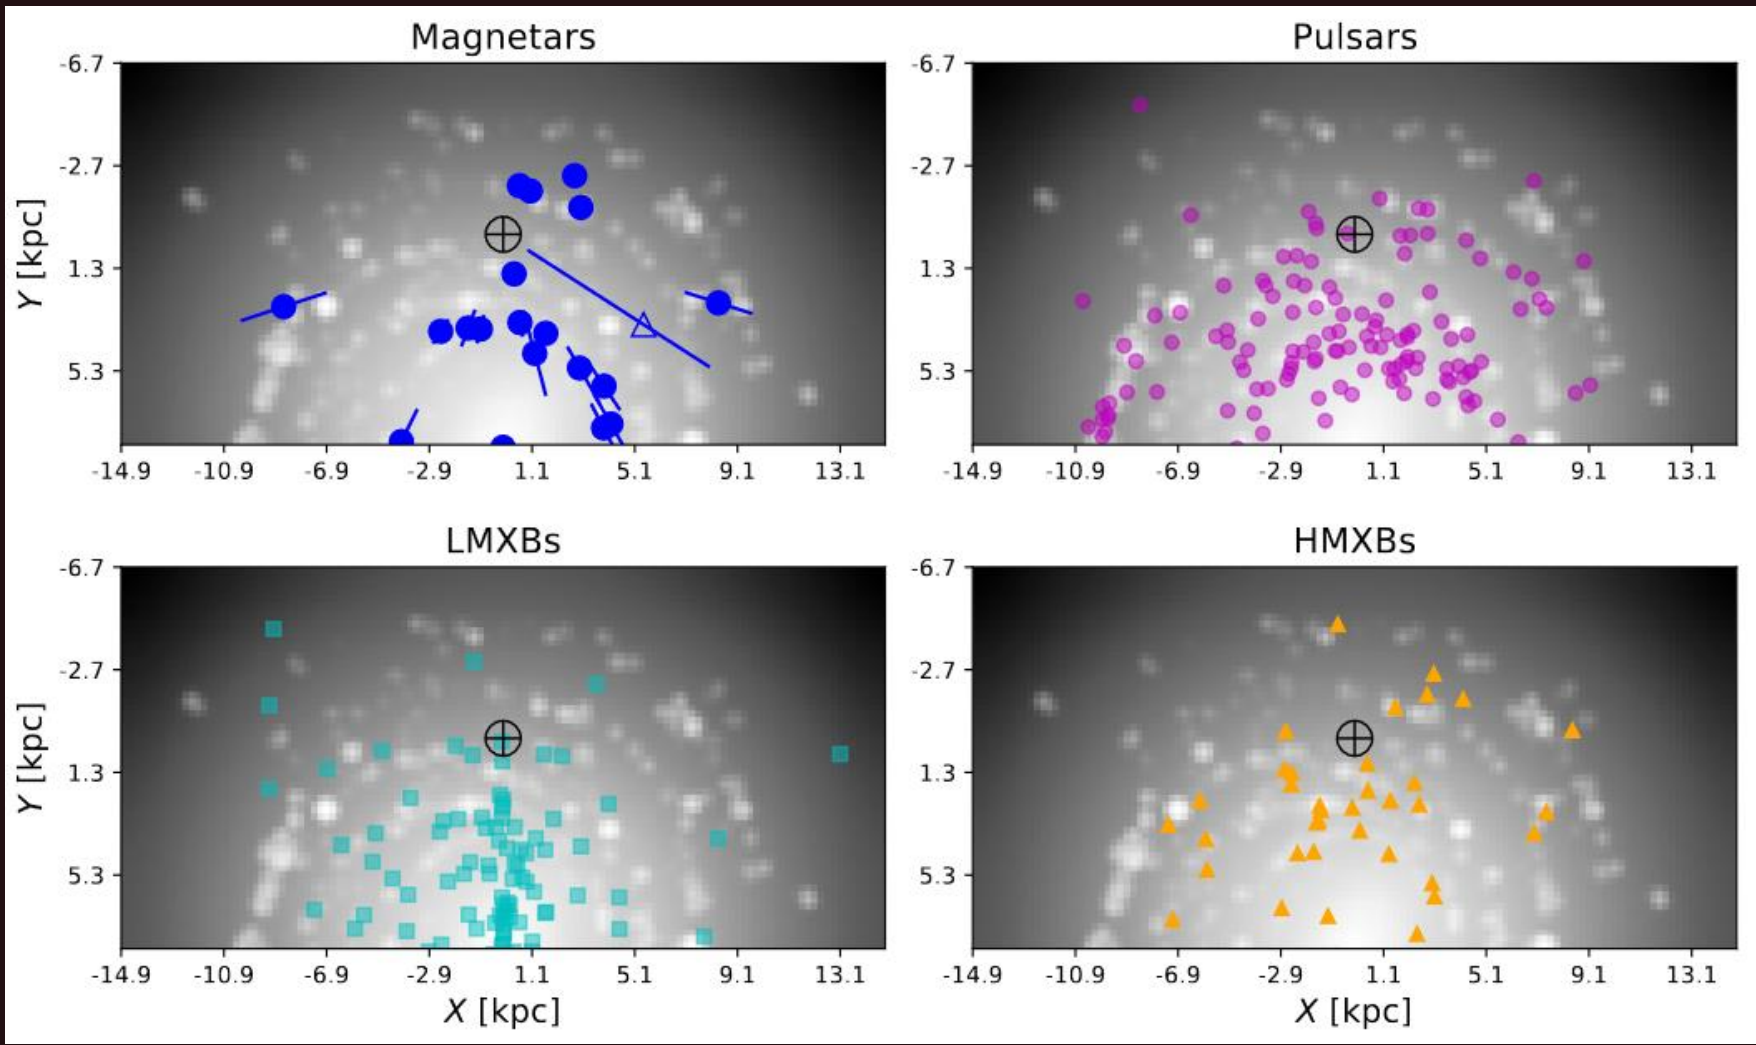 Magnetars
Pulsars
Y [kpc]
-6.7
-2.7
1.3
5.3
-14.9 -10.9 -6.9 -2.9 1.1 5.1 9.1 13.1
-6.7
-2.7
1.3
5.3
-14.9 -10.9 -6.9 -2.9 1.1 5.1 9.1 13.1
LMXBs
HMXBs
Y [kpc]
-6.7
-2.7
1.3
5.3
-14.9 -10.9 -6.9 -2.9 1.1 5.1 9.1 13.1
X [kpc]
-6.7
-2.7
1.3
5.3
-14.9 -10.9 -6.9 -2.9 1.1 5.1 9.1 13.1
X [kpc]